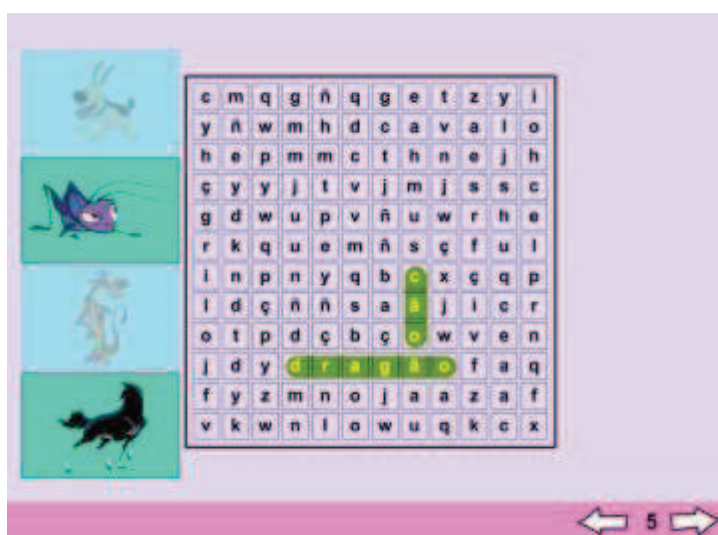 c m q g ñ q g e t z y i
y ñ w m h d c a v a l o
h e p m m c t h n e j h
ç y y j t v j m j s s c
g d w u p v ñ u w r h e
r k q u e m ñ s ç f u l
i n p n y q b c x ç q p
l d ç ñ ñ s a ã j i c r
o t p d ç b ç o w v e n
j d y d r a g ã o f a q
f y z m n o j a a z a f
v k w n l o w u q k c x
5